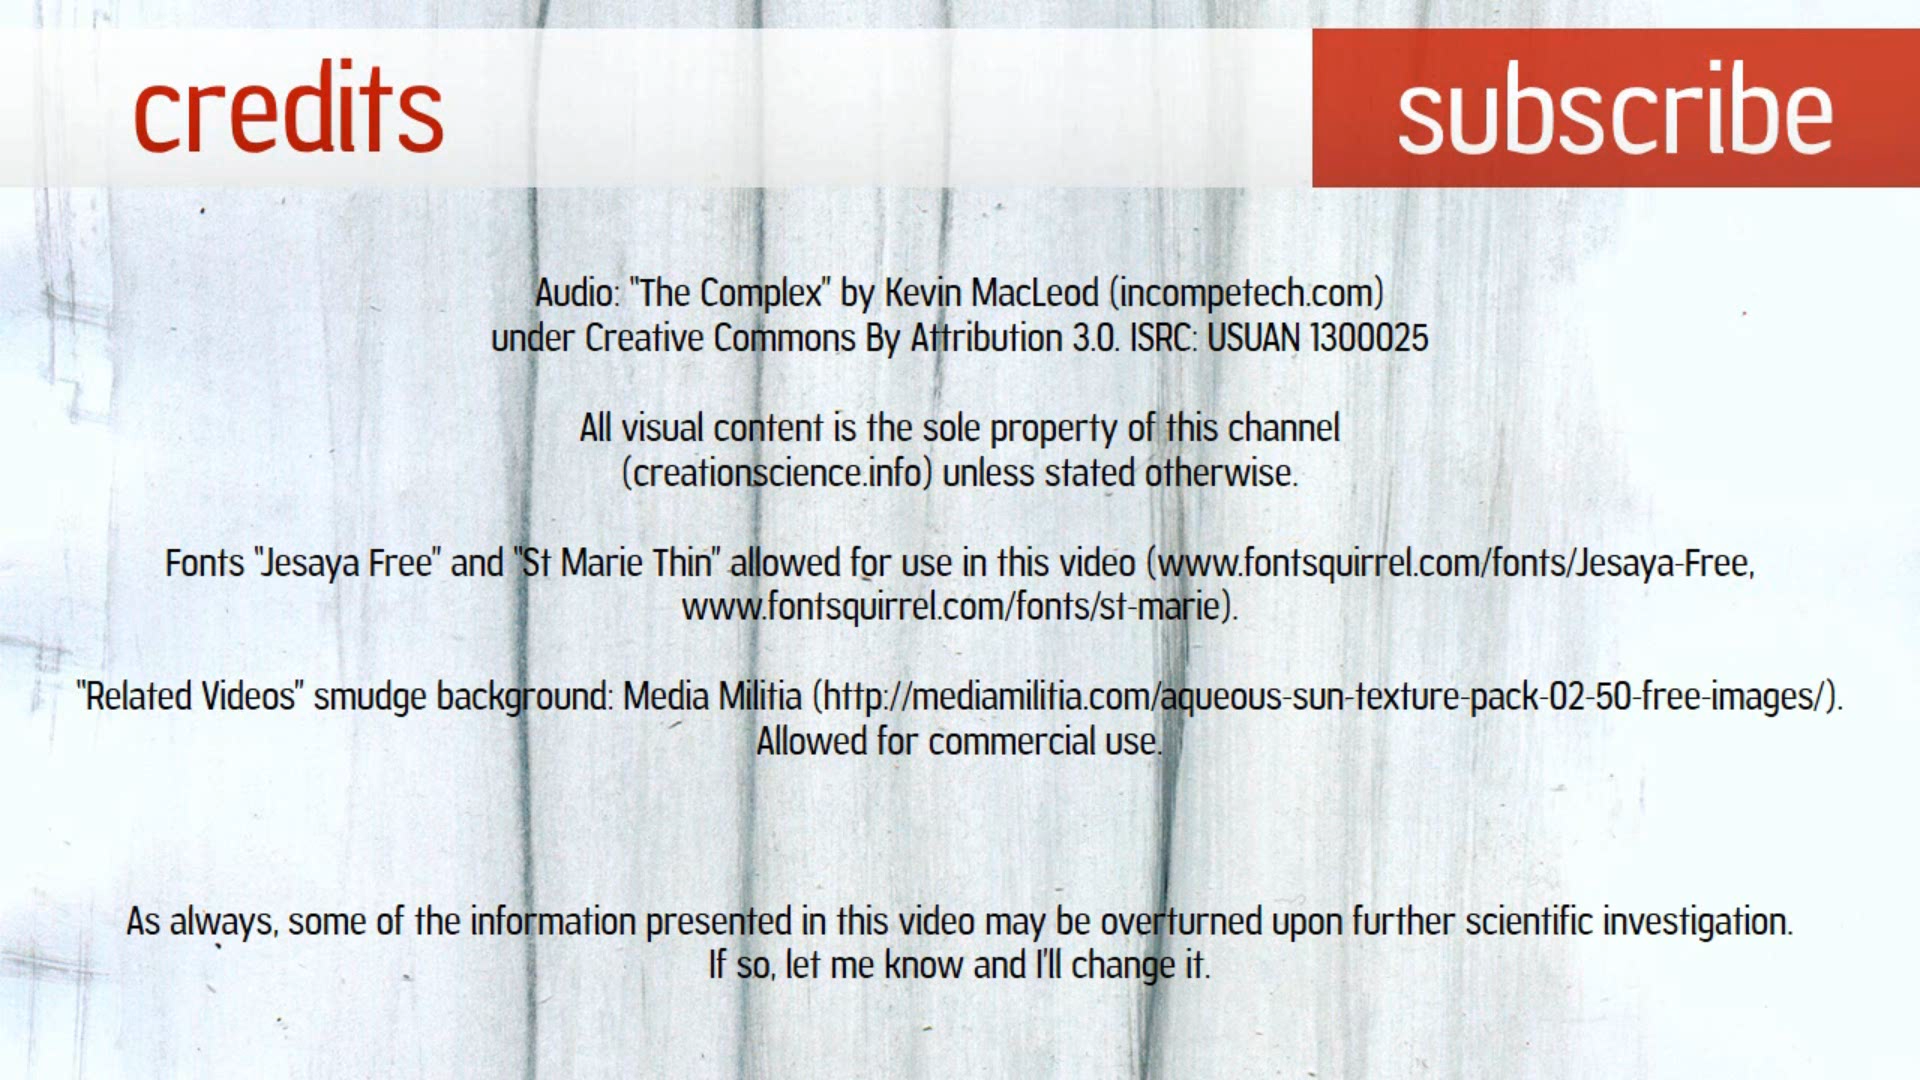 credits
subscribe
Audio: "The Complex" by Kevin MacLeod (incompetech.com)
under Creative Commons By Attribution 3.0. ISRC: USUAN 1300025
All visual content is the sole property of this channel
(creationscience.info) unless stated otherwise.
Fonts "Jesaya Free" and "St Marie Thin" allowed for use in this video (www.fontsquirrel.com/fonts/Jesaya-Free,
www.fontsquirrel.com/fonts/st-marie).
"Related Videos" smudge background: Media Militia (http://mediamilitia.com/aqueous-sun-texture-pack-02-50-free-images/).
Allowed for commercial use.
As always, some of the information presented in this video may be overturned upon further scientific investigation.
If so, let me know and I'll change it.